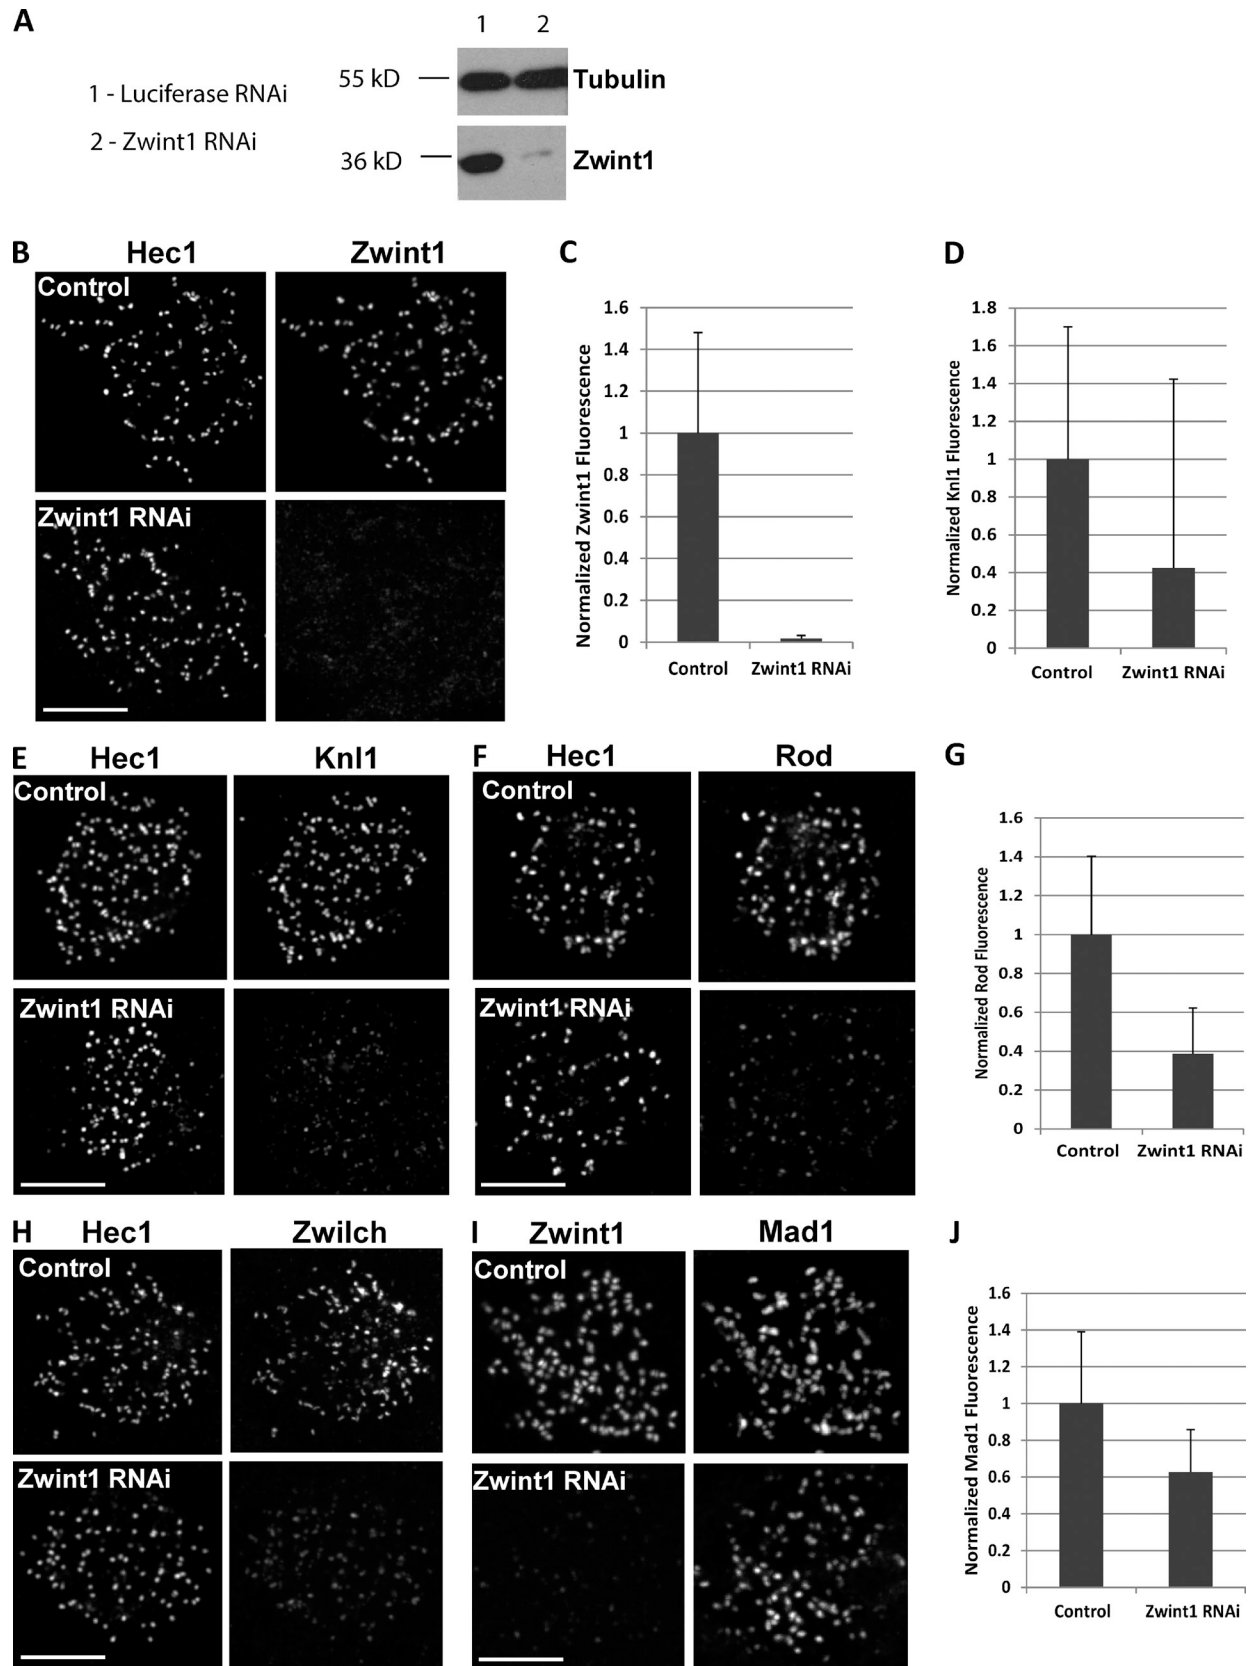 A
1 2
1 - Luciferase RNAi
2 - Zwint1 RNAi
55 kD
Tubulin
36 kD
Zwint1
B
Hec1 Zwint1
Control
Zwint1 RNAi
C
Normalized Zwint1 Fluorescence
1.6
1.4
1.2
1
0.8
0.6
0.4
0.2
0
Control Zwint1 RNAi
D
Normalized Knl1 Fluorescence
1.8
1.6
1.4
1.2
1
0.8
0.6
0.4
0.2
0
Control Zwint1 RNAi
E
Hec1 Knl1
Control
Zwint1 RNAi
F
Hec1 Rod
Control
Zwint1 RNAi
G
Normalized Rod Fluorescence
1.6
1.4
1.2
1
0.8
0.6
0.4
0.2
0
Control Zwint1 RNAi
H
Hec1 Zwilch
Control
Zwint1 RNAi
I
Zwint1 Mad1
Control
Zwint1 RNAi
J
Normalized Mad1 Fluorescence
1.6
1.4
1.2
1
0.8
0.6
0.4
0.2
0
Control Zwint1 RNAi